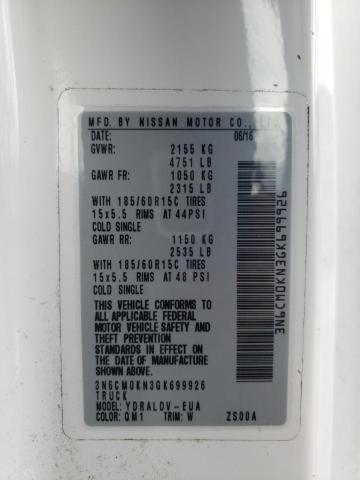 MFD. BY NISSAN MOTOR CO., LTD.
DATE: 06/16
GVWR: 2155 KG
4751 LB
GAWR FR: 1050 KG
2315 LB
WITH 185/60R15C TIRES
15x5.5 RIMS AT 44PSI
COLD SINGLE
GAWR RR: 1150 KG
2535 LB
WITH 185/60R15C TIRES
15x5.5 RIMS AT 48 PSI
COLD SINGLE
THIS VEHICLE CONFORMS TO
ALL APPLICABLE FEDERAL
MOTOR VEHICLE SAFETY AND
THEFT PREVENTION
STANDARDS IN EFFECT ON
THE DATE OF MANUFACTURE
SHOWN ABOVE.
3N6CM0KN3GK699926
TRUCK
MODEL: YDRALDV-EUA
COLOR: QM1 TRIM: W ZS00A
3N6CM0KN3GK699926